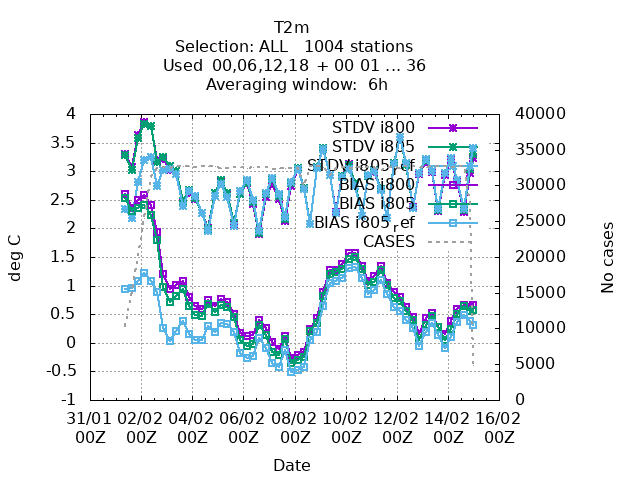 T2m
Selection: ALL   1004 stations
Used  00,06,12,18  + 00 01 ... 36
Averaging window:  6h
4
3.5
3
2.5
2
1.5
1
0.5
0
-0.5
-1
40000
35000
30000
25000
20000
15000
10000
5000
0
deg C
No cases
STDV i800
STDV i805
STDV i805ref
BIAS i800
BIAS i805
BIAS i805ref
CASES
31/01 02/02 04/02 06/02 08/02 10/02 12/02 14/02 16/02
00Z 00Z 00Z 00Z 00Z 00Z 00Z 00Z 00Z
Date